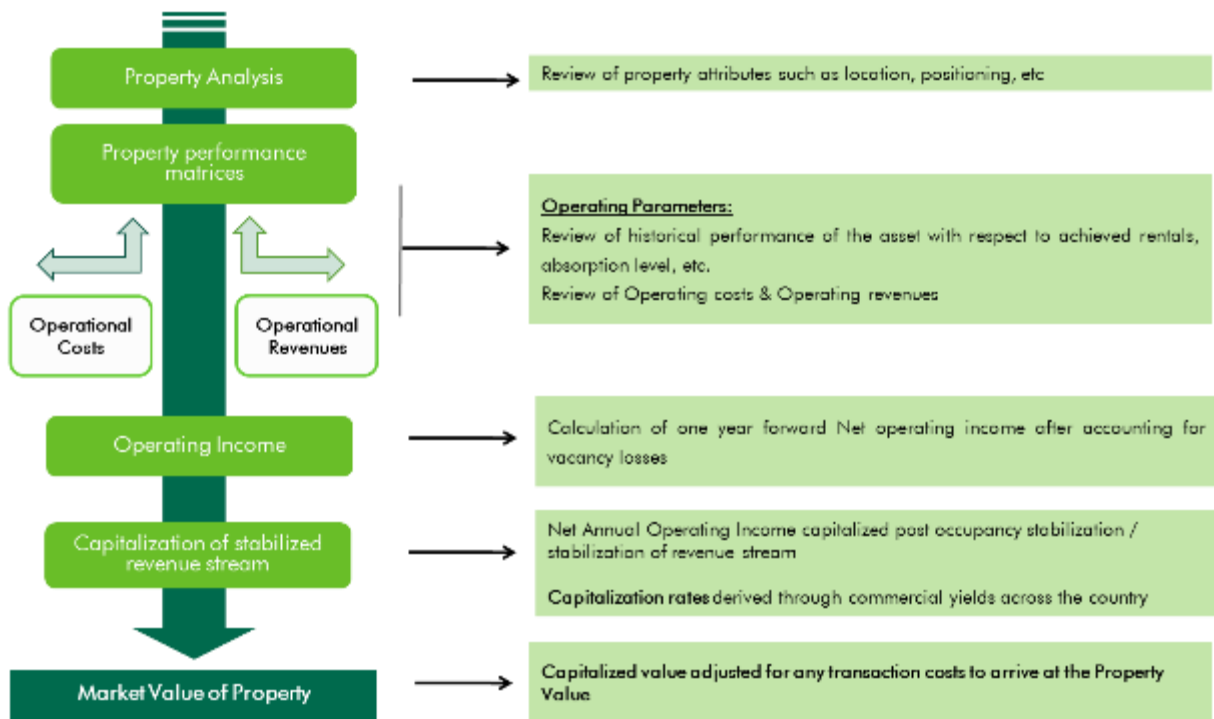 Property Analysis
Review of property attributes such as location, positioning, etc
Property performance
matrices
Operating Parameters:
Review of historical performance of the asset with respect to achieved rentals,
absorption level, etc.
Review of Operating costs & Operating revenues
Operational
Costs
Operational
Revenues
Operating Income
Calculation of one year forward Net operating income after accounting for
vacancy losses
Capitalization of stabilized
revenue stream
Net Annual Operating Income capitalized post occupancy stabilization /
stabilization of revenue stream
Capitalization rates derived through commercial yields across the country
Market Value of Property
Capitalized value adjusted for any transaction costs to arrive at the Property
Value